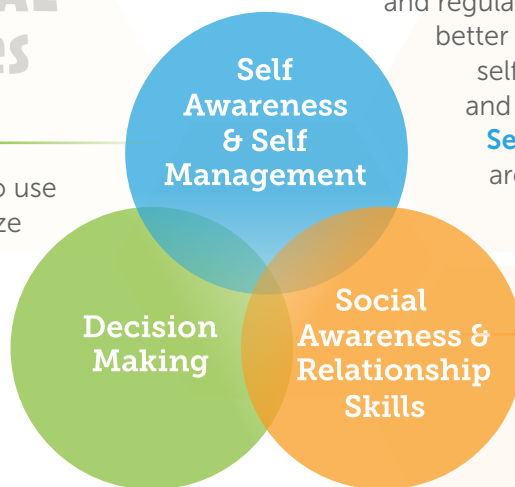 es
and regula
better
self
and
Se
are
o use
ze
Self
Awareness
& Self
Management
Decision
Making
Social
Awareness &
Relationship
Skills